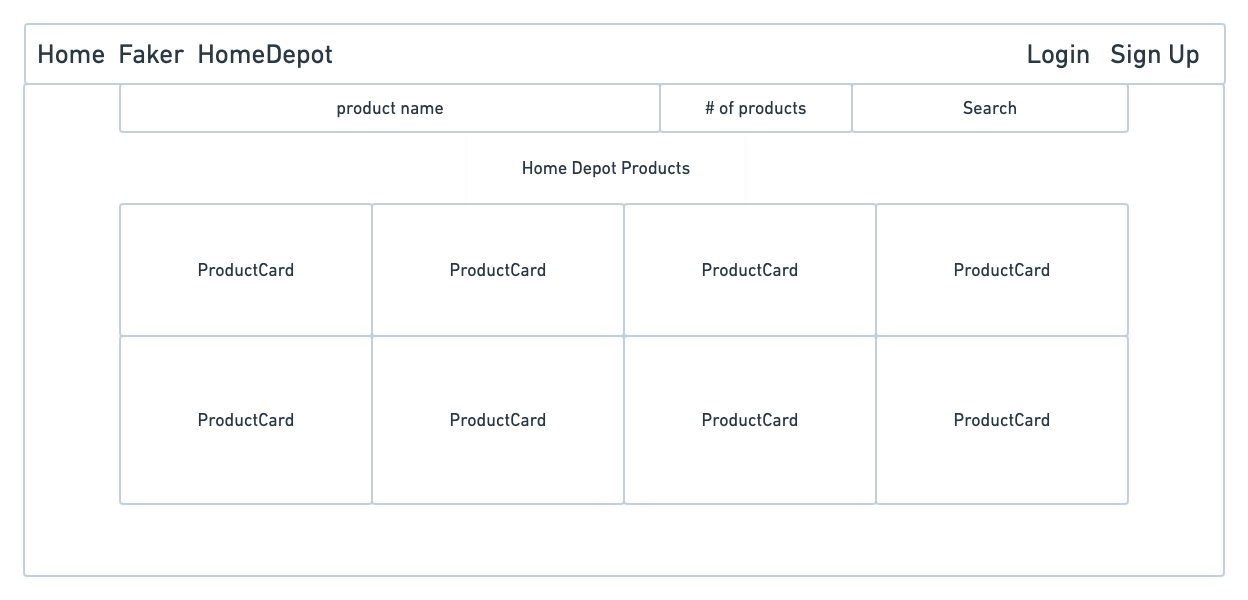 Home Faker HomeDepot Login Sign Up
product name # of products Search
Home Depot Products
ProductCard ProductCard ProductCard ProductCard
ProductCard ProductCard ProductCard ProductCard